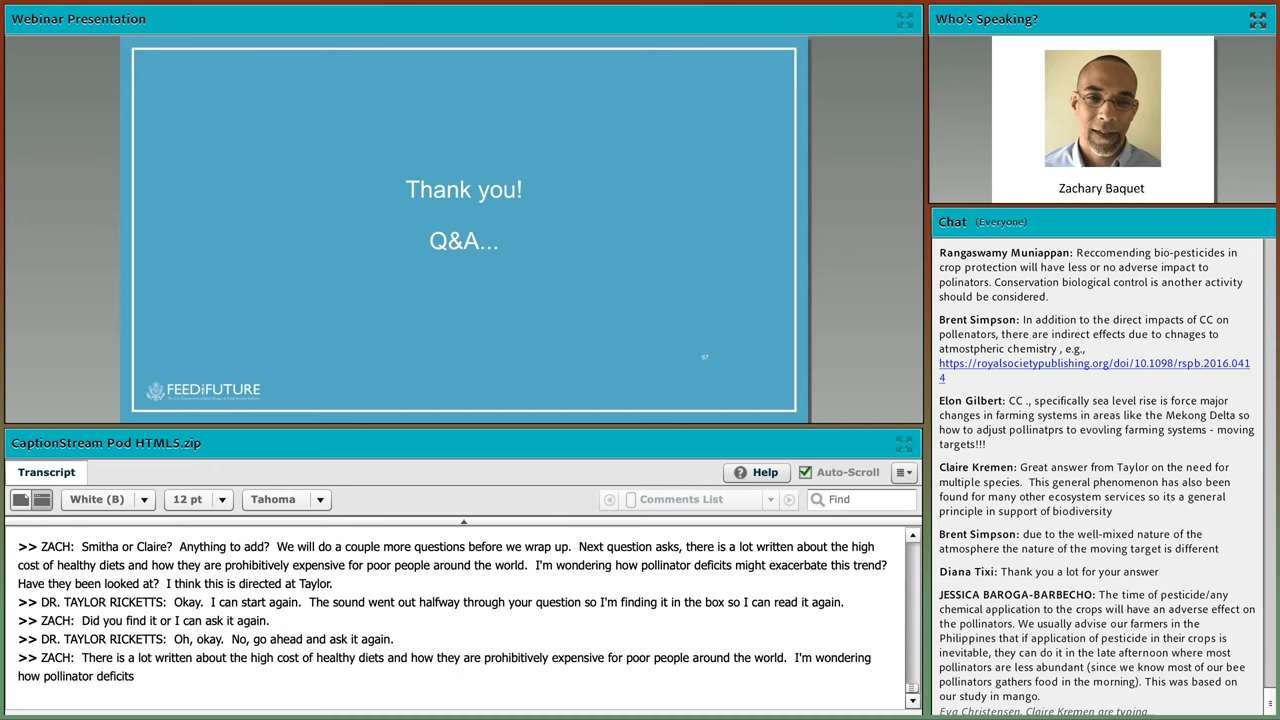 Webinar Presentation
Thank you!
Q&A...
67
FEED FUTURE
Who's Speaking?
Zachary Baquet
CaptionStream Pod HTML5.zip
Transcript
Help
Auto-Scroll
White (B)
12 pt
Tahoma
Comments List
Find
>> ZACH: Smitha or Claire? Anything to add? We will do a couple more questions before we wrap up. Next question asks, there is a lot written about the high
cost of healthy diets and how they are prohibitively expensive for poor people around the world. I'm wondering how pollinator deficits might exacerbate this trend?
Have they been looked at? I think this is directed at Taylor.
>> DR. TAYLOR RICKETTS: Okay. I can start again. The sound went out halfway through your question so I'm finding it in the box so I can read it again.
>> ZACH: Did you find it or I can ask it again.
>> DR. TAYLOR RICKETTS: Oh, okay. No, go ahead and ask it again.
>> ZACH: There is a lot written about the high cost of healthy diets and how they are prohibitively expensive for poor people around the world. I'm wondering
how pollinator deficits
Chat (Everyone)
Rangaswamy Muniappan: Reccomending bio-pesticides in
crop protection will have less or no adverse impact to
polinators. Conservation biological control is another activity
should be considered.
Brent Simpson: In addition to the direct impacts of CC on
pollenators, there are indirect effects due to chnages to
atmostpheric chemistry , e.g.,
https://royalsocietypublishing.org/doi/10.1098/rspb.2016.041
4
Elon Gilbert: CC ., specifically sea level rise is force major
changes in farming systems in areas like the Mekong Delta so
how to adjust pollinatprs to evovling farming systems - moving
targets!!!
Claire Kremen: Great answer from Taylor on the need for
multiple species. This general phenomenon has also been
found for many other ecosystem services so its a general
principle in support of biodiversity
Brent Simpson: due to the well-mixed nature of the
atmosphere the nature of the moving target is different
Diana Tixi: Thank you a lot for your answer
JESSICA BAROGA-BARBECHO: The time of pesticide/any
chemical application to the crops will have an adverse effect on
the pollinators. We usually advise our farmers in the
Philippines that if application of pesticide in their crops is
inevitable, they can do it in the late afternoon where most
pollinators are less abundant (since we know most of our bee
pollinators gathers food in the morning). This was based on
our study in mango.
Eva Christensen, Claire Kremen are typing...